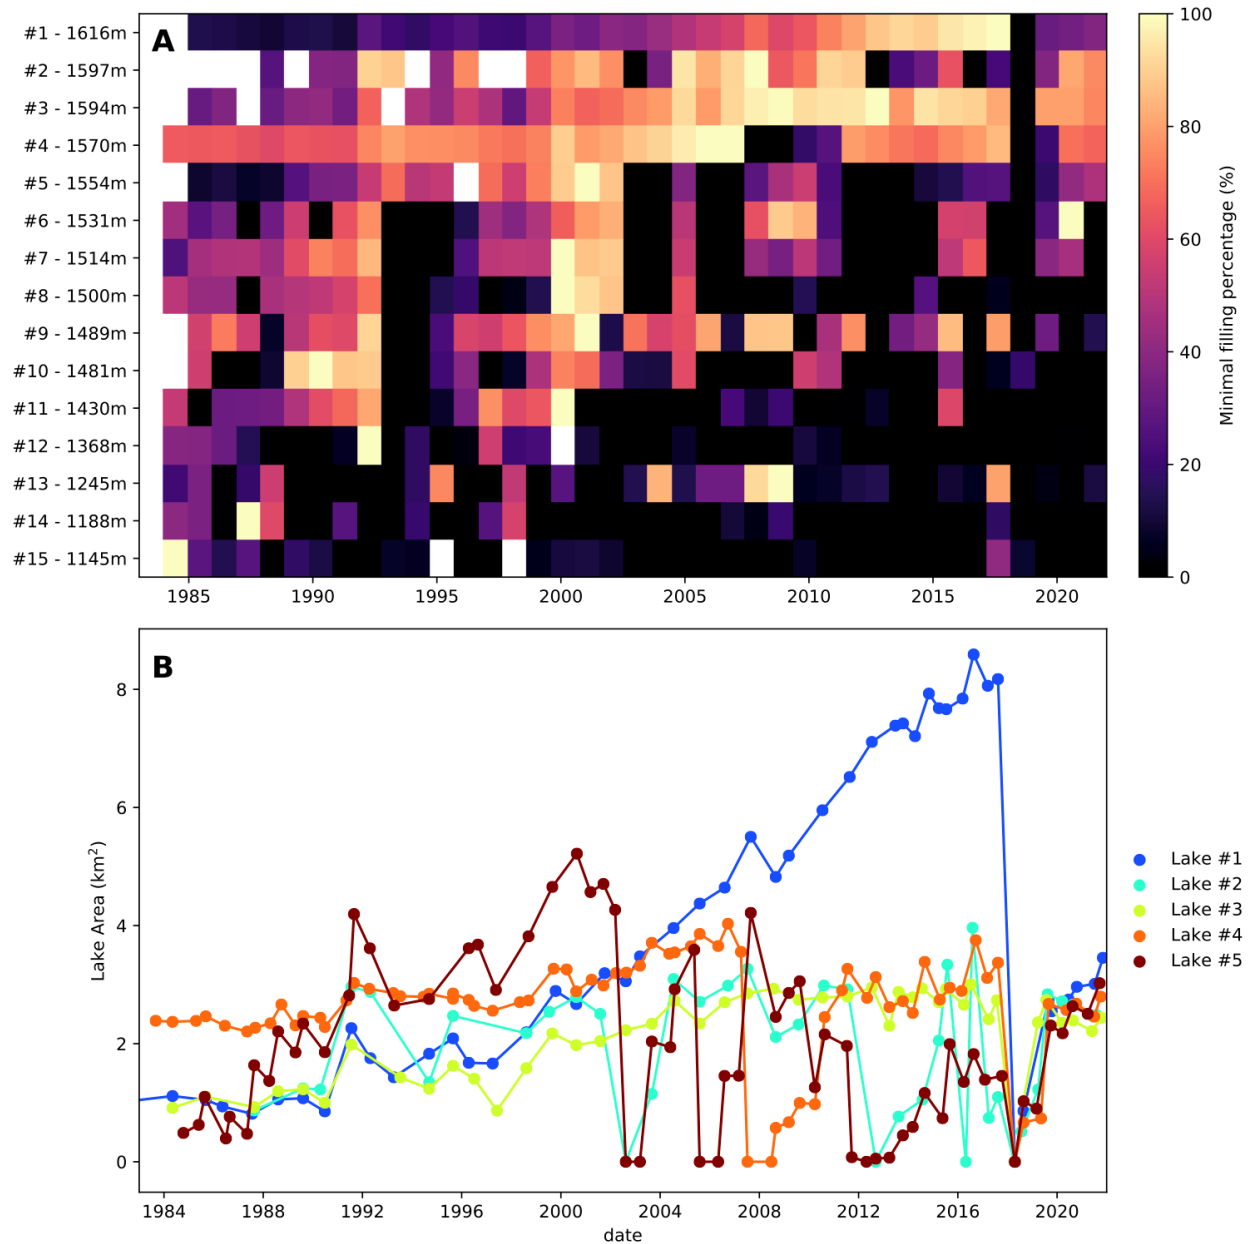 A
#1 - 1616m
#2 - 1597m
#3 - 1594m
#4 - 1570m
#5 - 1554m
#6 - 1531m
#7 - 1514m
#8 - 1500m
#9 - 1489m
#10 - 1481m
#11 - 1430m
#12 - 1368m
#13 - 1245m
#14 - 1188m
#15 - 1145m
1985 1990 1995 2000 2005 2010 2015 2020
100
80
60
40
20
0
Minimal filling percentage (%)
B
8
6
4
2
0
Lake Area (km²)
1984 1988 1992 1996 2000 2004 2008 2012 2016 2020
date
Lake #1
Lake #2
Lake #3
Lake #4
Lake #5